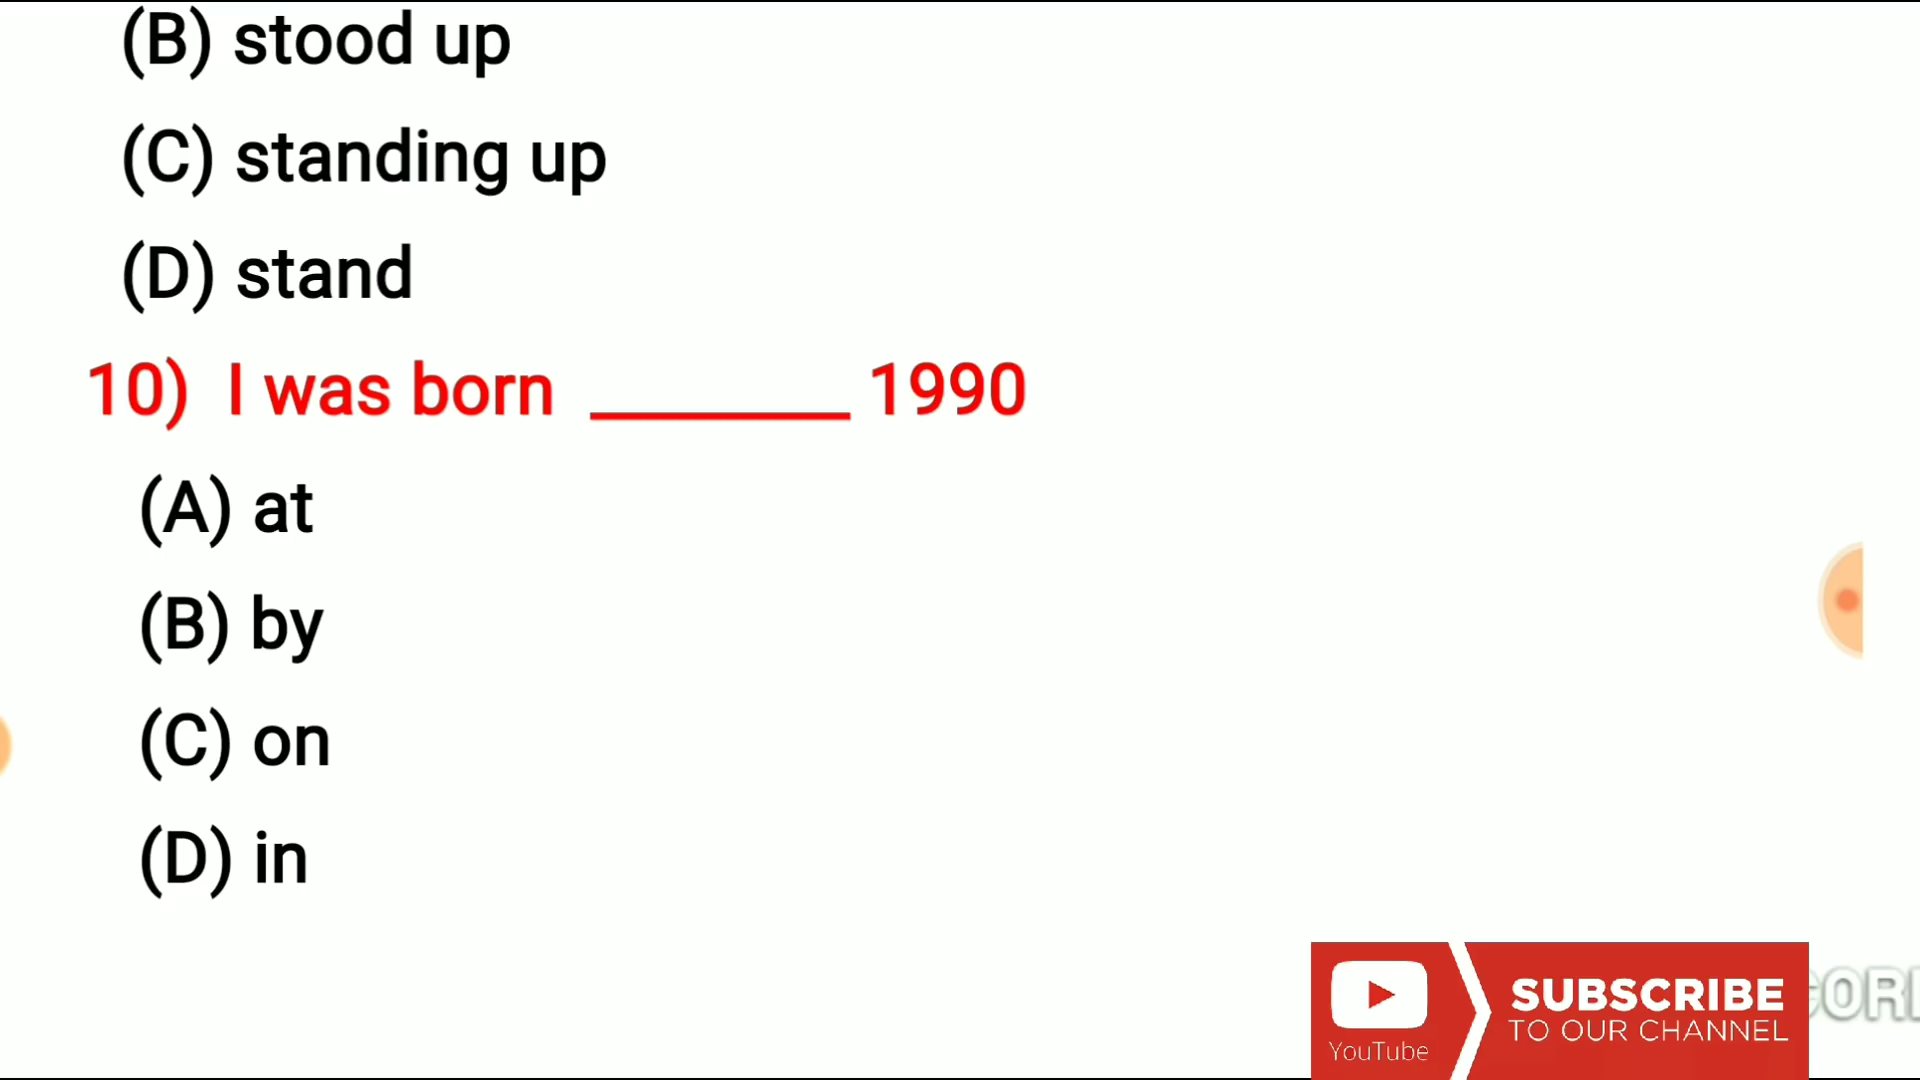 (B) stood up
(C) standing up
(D) stand
10) I was born ________ 1990
(A) at
(B) by
(C) on
(D) in
YouTube
SUBSCRIBE
TO OUR CHANNEL